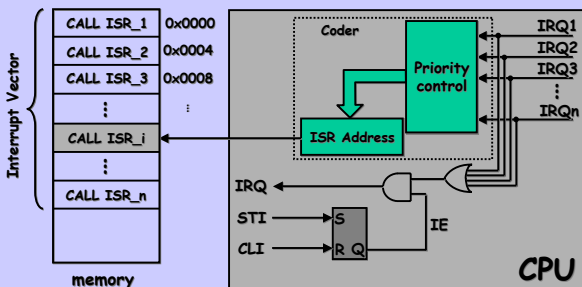 Interrupt Vector
CALL ISR_1 0x0000
CALL ISR_2 0x0004
CALL ISR_3 0x0008
⋮ ⋮
CALL ISR_i
⋮
CALL ISR_n
memory
Coder
Priority
control
ISR Address
IRQ1
IRQ2
IRQ3
⋮
IRQn
IRQ
STI
CLI
S
R Q
IE
CPU